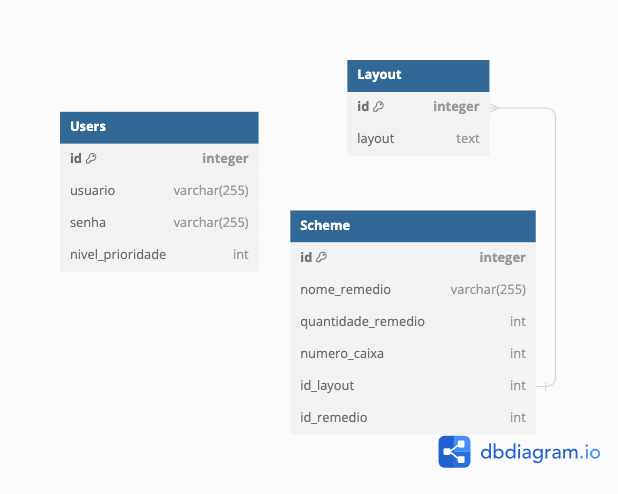 Users
id integer
usuario varchar(255)
senha varchar(255)
nivel_prioridade int
Layout
id integer
layout text
Scheme
id integer
nome_remedio varchar(255)
quantidade_remedio int
numero_caixa int
id_layout int
id_remedio int
dbdiagram.io